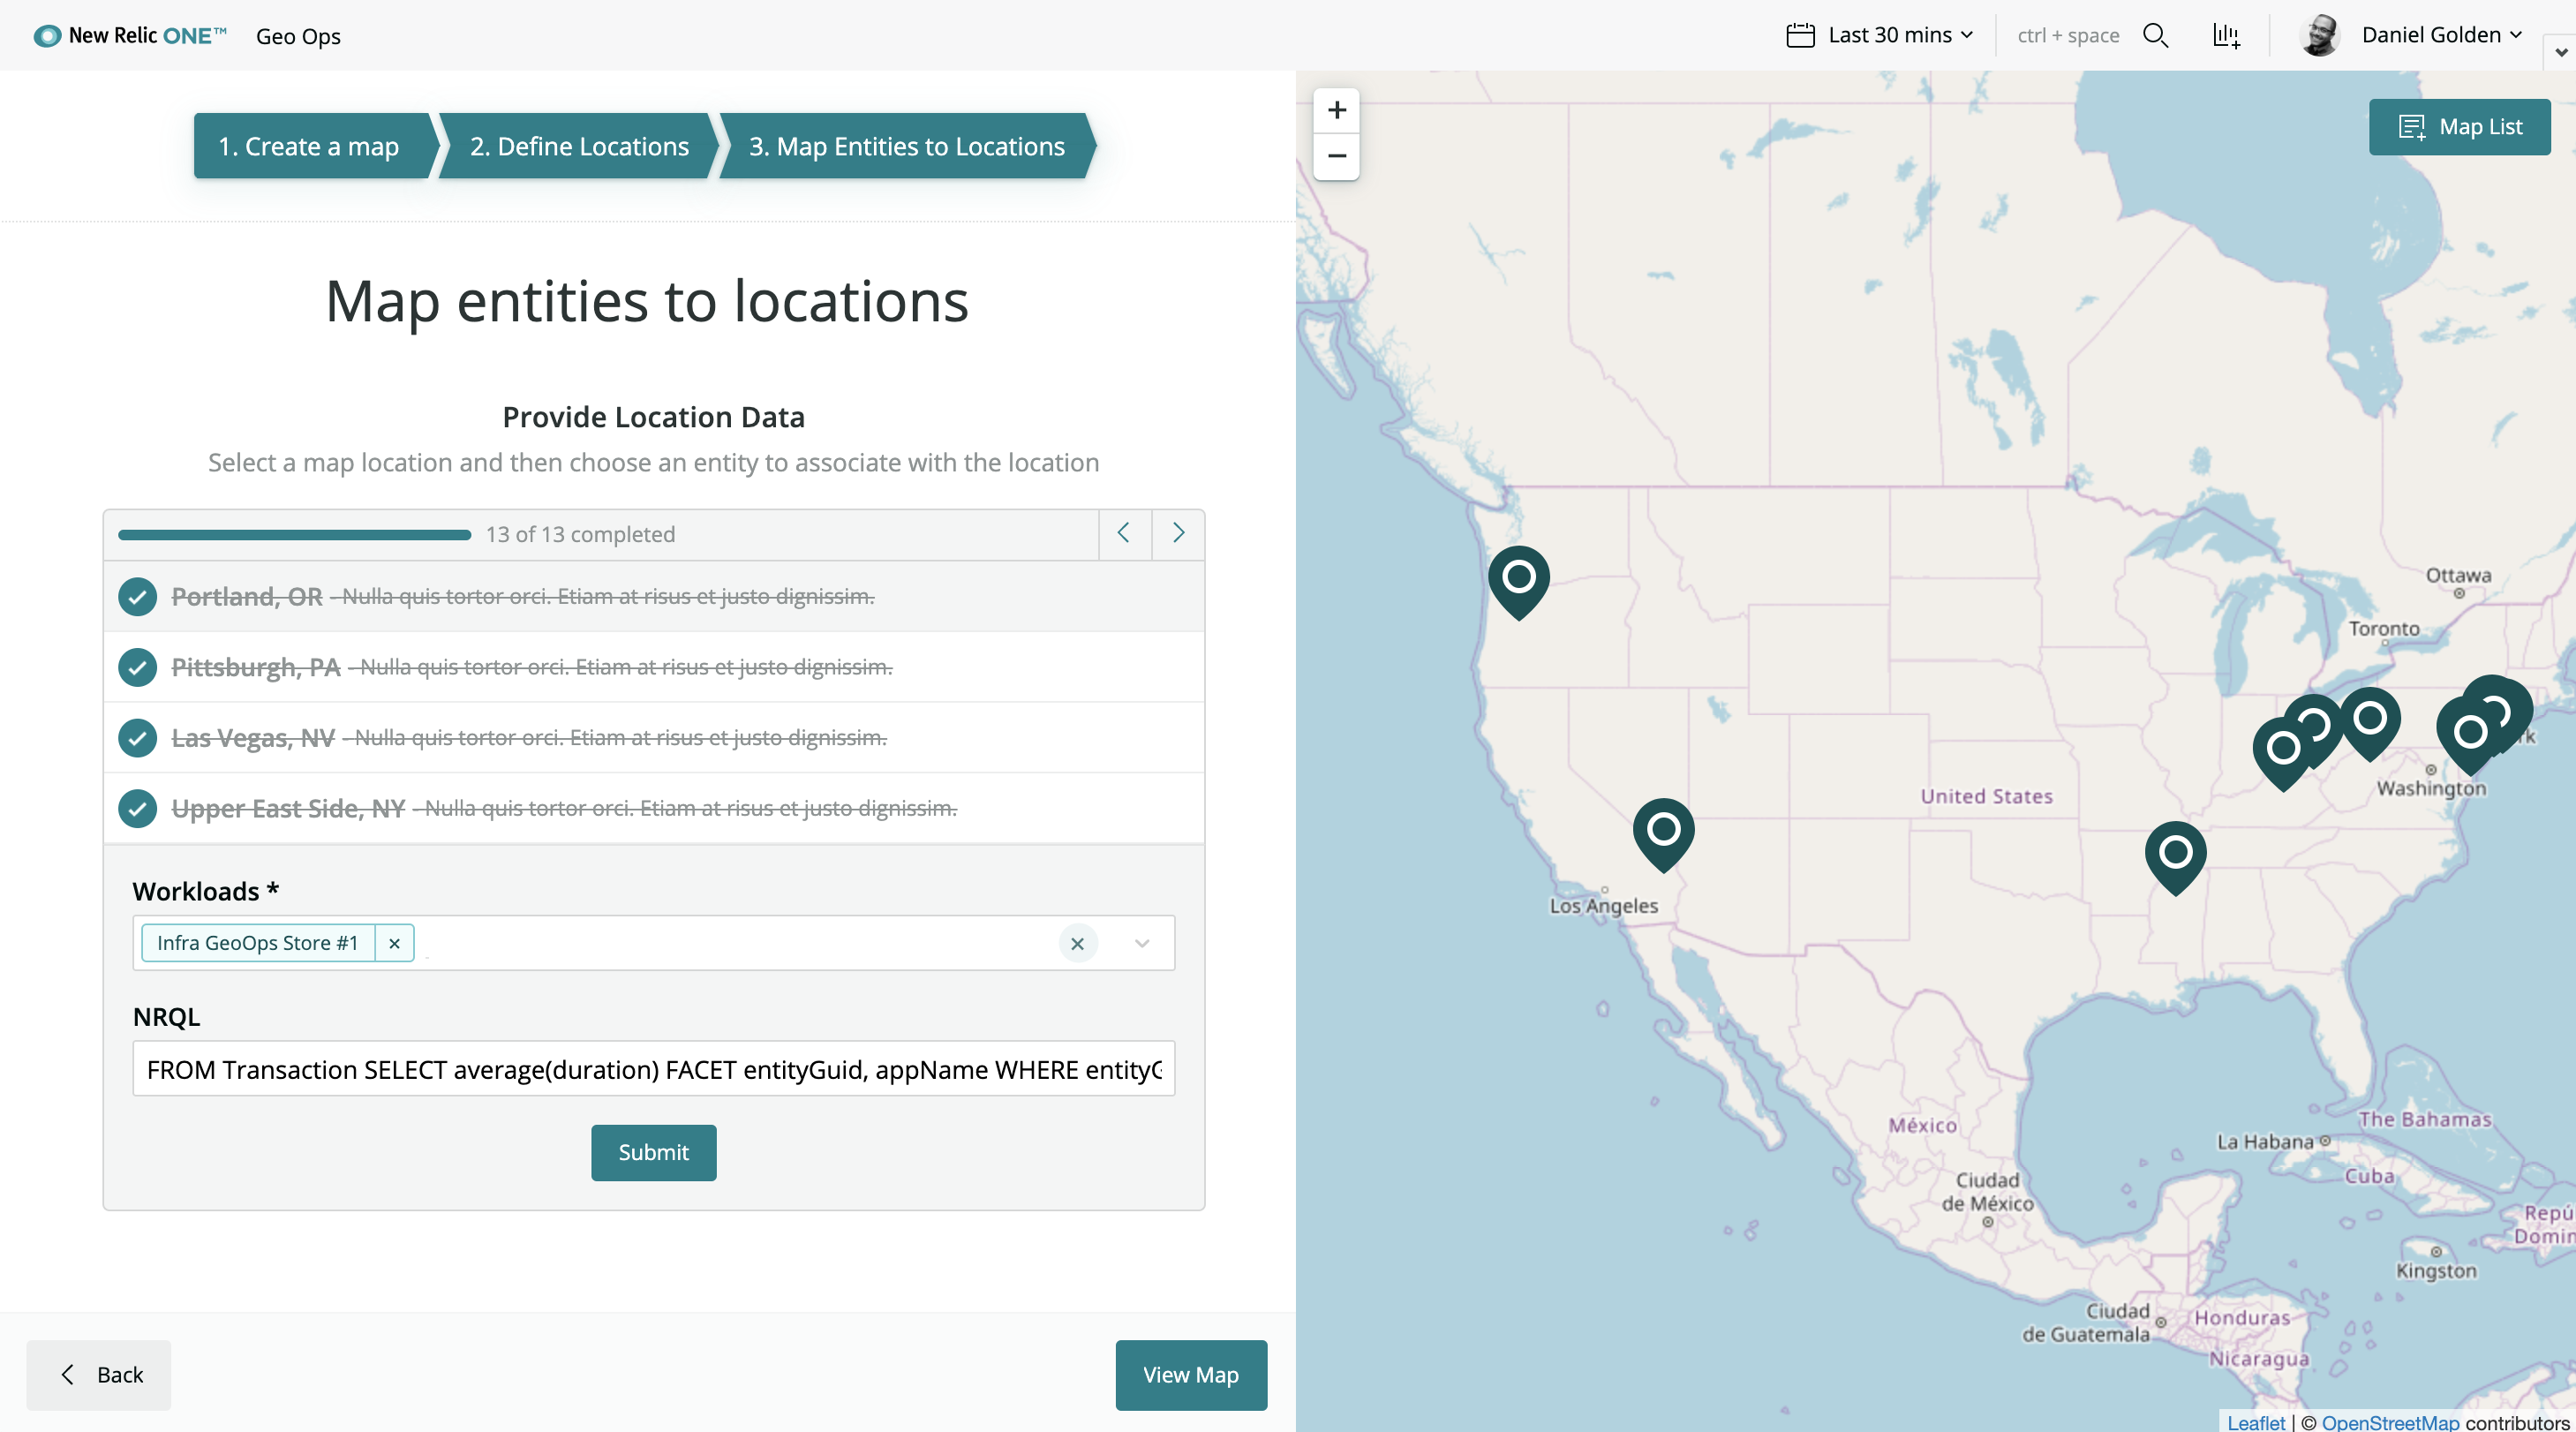 New Relic ONE™ Geo Ops
Last 30 mins
ctrl + space
Daniel Golden
1. Create a map
2. Define Locations
3. Map Entities to Locations
Map entities to locations
Provide Location Data
Select a map location and then choose an entity to associate with the location
13 of 13 completed
Portland, OR - Nulla quis tortor orci. Etiam at risus et justo dignissim.
Pittsburgh, PA - Nulla quis tortor orci. Etiam at risus et justo dignissim.
Las Vegas, NV - Nulla quis tortor orci. Etiam at risus et justo dignissim.
Upper East Side, NY - Nulla quis tortor orci. Etiam at risus et justo dignissim.
Workloads *
Infra GeoOps Store #1
NRQL
FROM Transaction SELECT average(duration) FACET entityGuid, appName WHERE entityG
Submit
Back
View Map
Map List
Ottawa
Toronto
rk
Washington
United States
Los Angeles
México
The Bahamas
La Habana
Cuba
Ciudad
de México
Repú
Domin
Kingston
Ciudad
de Guatemala
Honduras
Nicaragua
Leaflet | © OpenStreetMap contributors